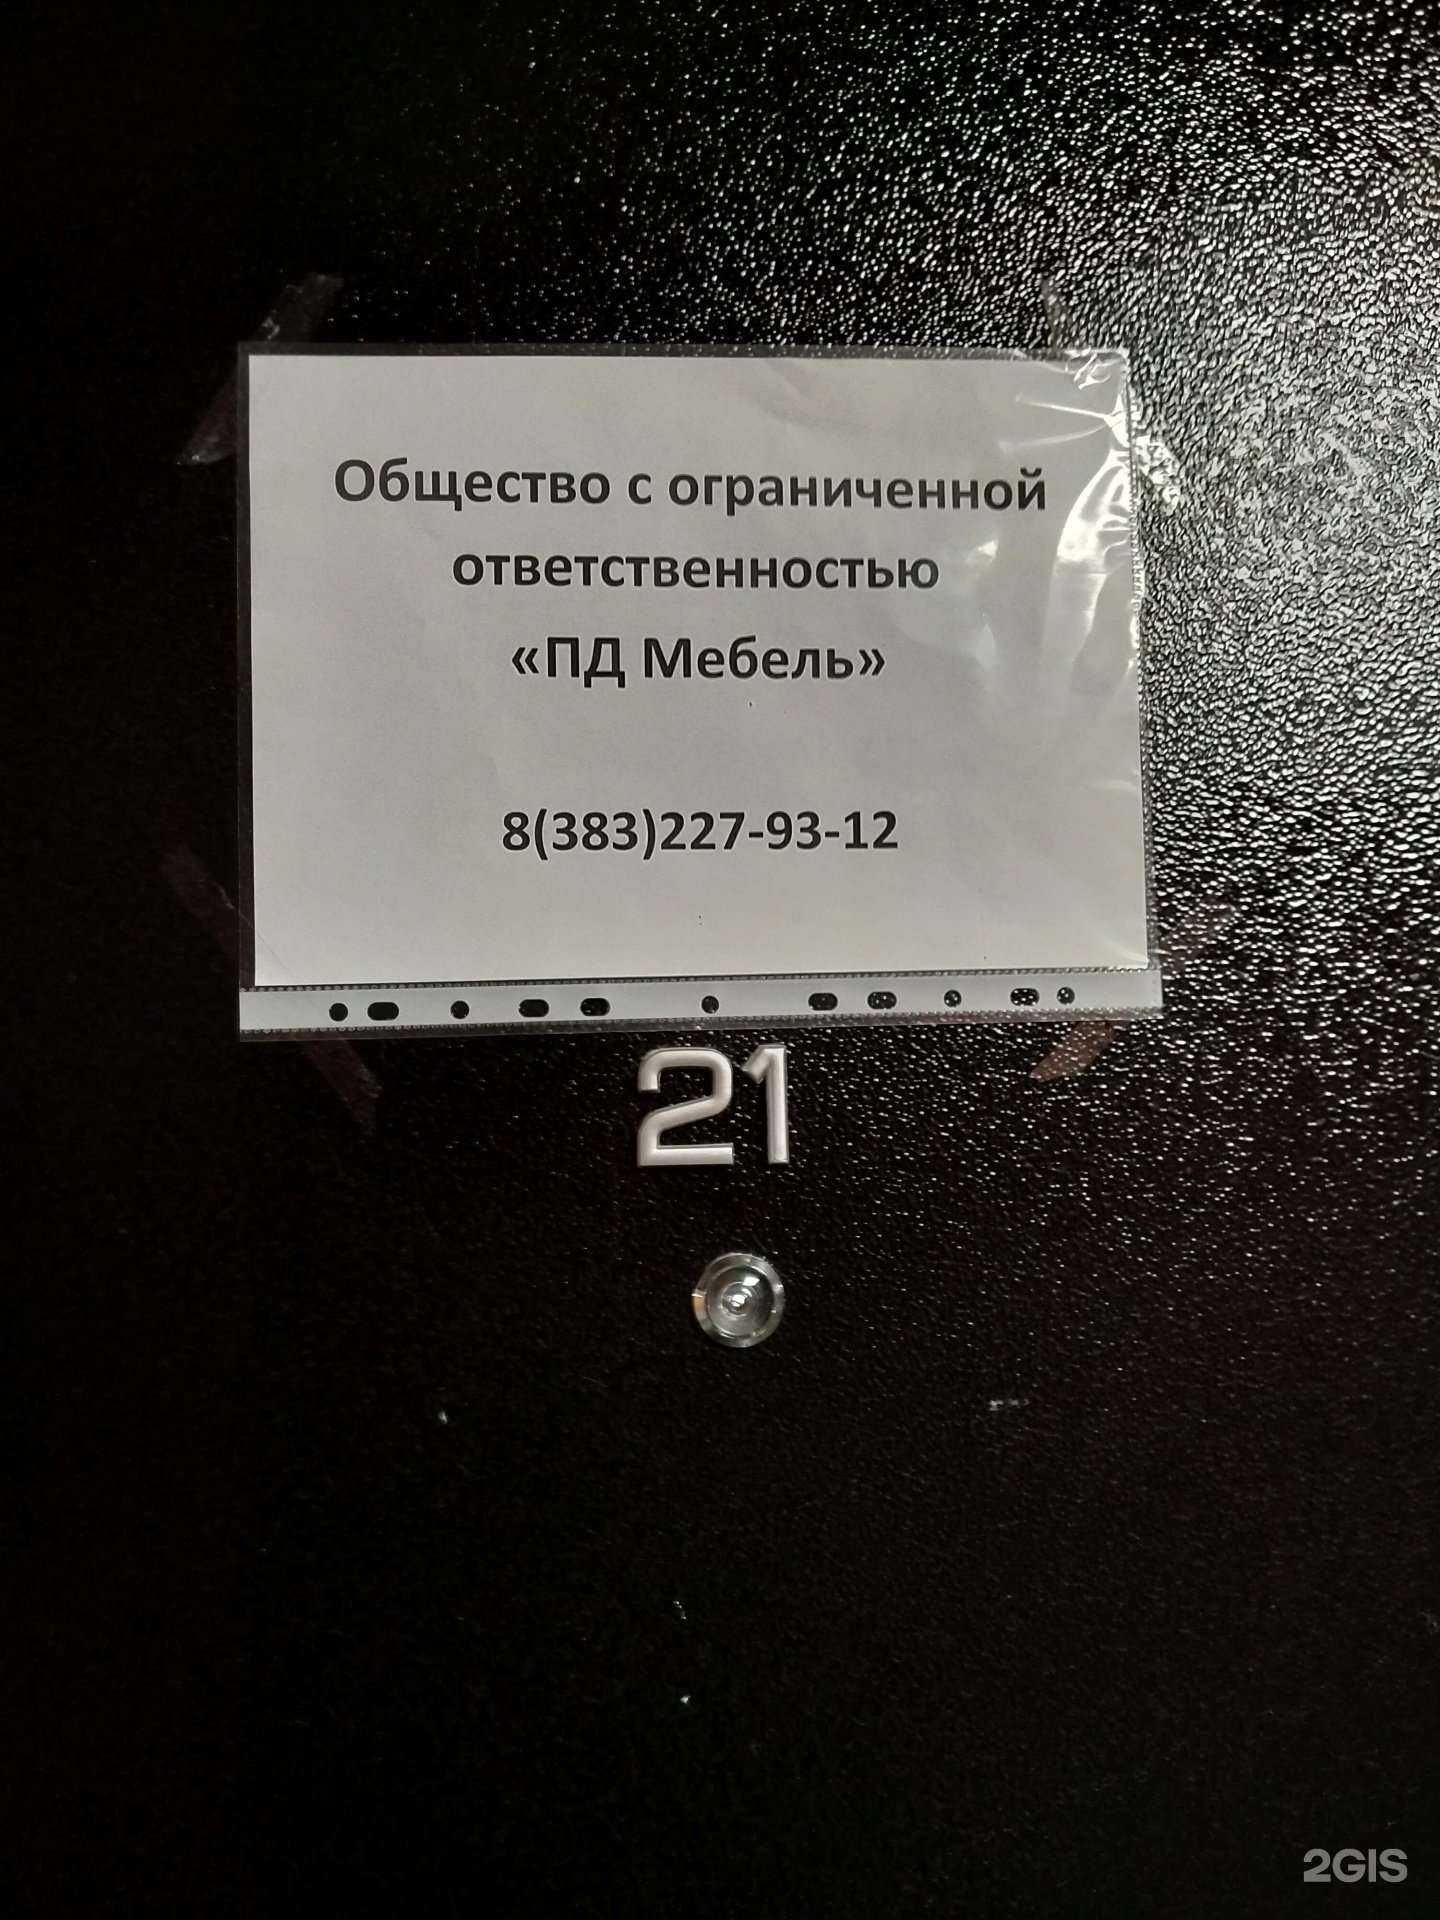 Общество с ограниченной
ответственностью
«ПД Мебель»
8(383)227-93-12
21
2GIS